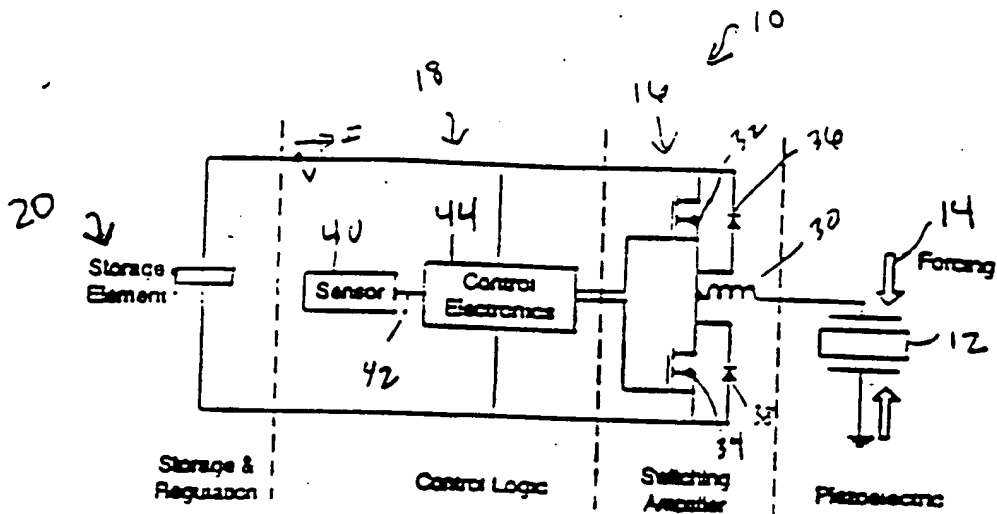 10
18
16
32
36
I
v
20
40
44
30
14
Storage
Element
Sensor
Control
Electronics
Forcing
12
42
34
Storage &
Regulation
Control Logic
Switching
Amplifier
Piezoelectric